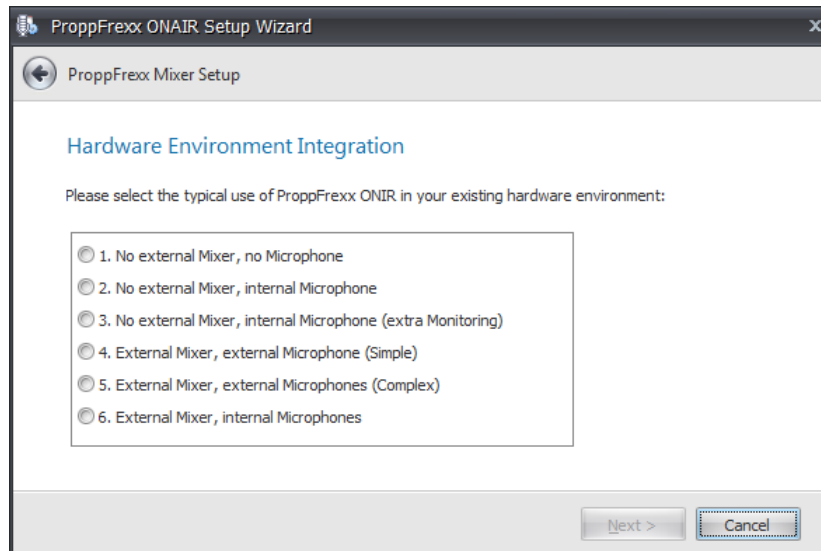 ProppFrexx ONAIR Setup Wizard
x
ProppFrexx Mixer Setup
Hardware Environment Integration
Please select the typical use of ProppFrexx ONIR in your existing hardware environment:
1. No external Mixer, no Microphone
2. No external Mixer, internal Microphone
3. No external Mixer, internal Microphone (extra Monitoring)
4. External Mixer, external Microphone (Simple)
5. External Mixer, external Microphones (Complex)
6. External Mixer, internal Microphones
Next > Cancel